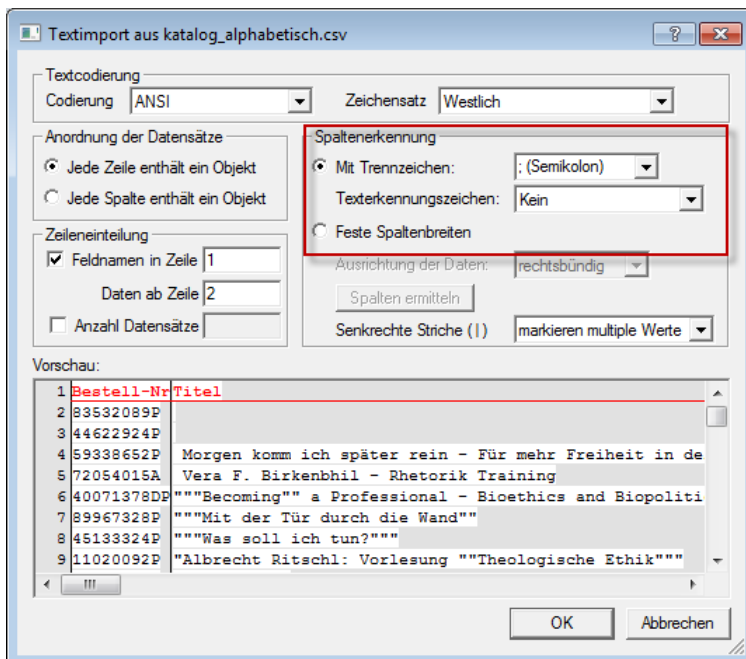 Textimport aus katalog_alphabetisch.csv
Textcodierung
Codierung ANSI Zeichensatz Westlich
Anordnung der Datensätze
Jede Zeile enthält ein Objekt
Jede Spalte enthält ein Objekt
Spaltenerkennung
Mit Trennzeichen: ; (Semikolon)
Texterkennungszeichen: Kein
Feste Spaltenbreiten
Ausrichtung der Daten: rechtsbündig
Spalten ermitteln
Senkrechte Striche (|) markieren multiple Werte
Zeileneinteilung
Feldnamen in Zeile 1
Daten ab Zeile 2
Anzahl Datensätze
Vorschau:
1 Bestell-Nr Titel
2 83532089P
3 44622924P
4 59338652P Morgen komm ich später rein - Für mehr Freiheit in de
5 72054015A Vera F. Birkenbhil - Rhetorik Training
6 40071378DP """Becoming"" a Professional - Bioethics and Biopoliti
7 89967328P """Mit der Tür durch die Wand""
8 45133324P """Was soll ich tun?"""
9 11020092P "Albrecht Ritschl: Vorlesung ""Theologische Ethik"""
OK Abbrechen